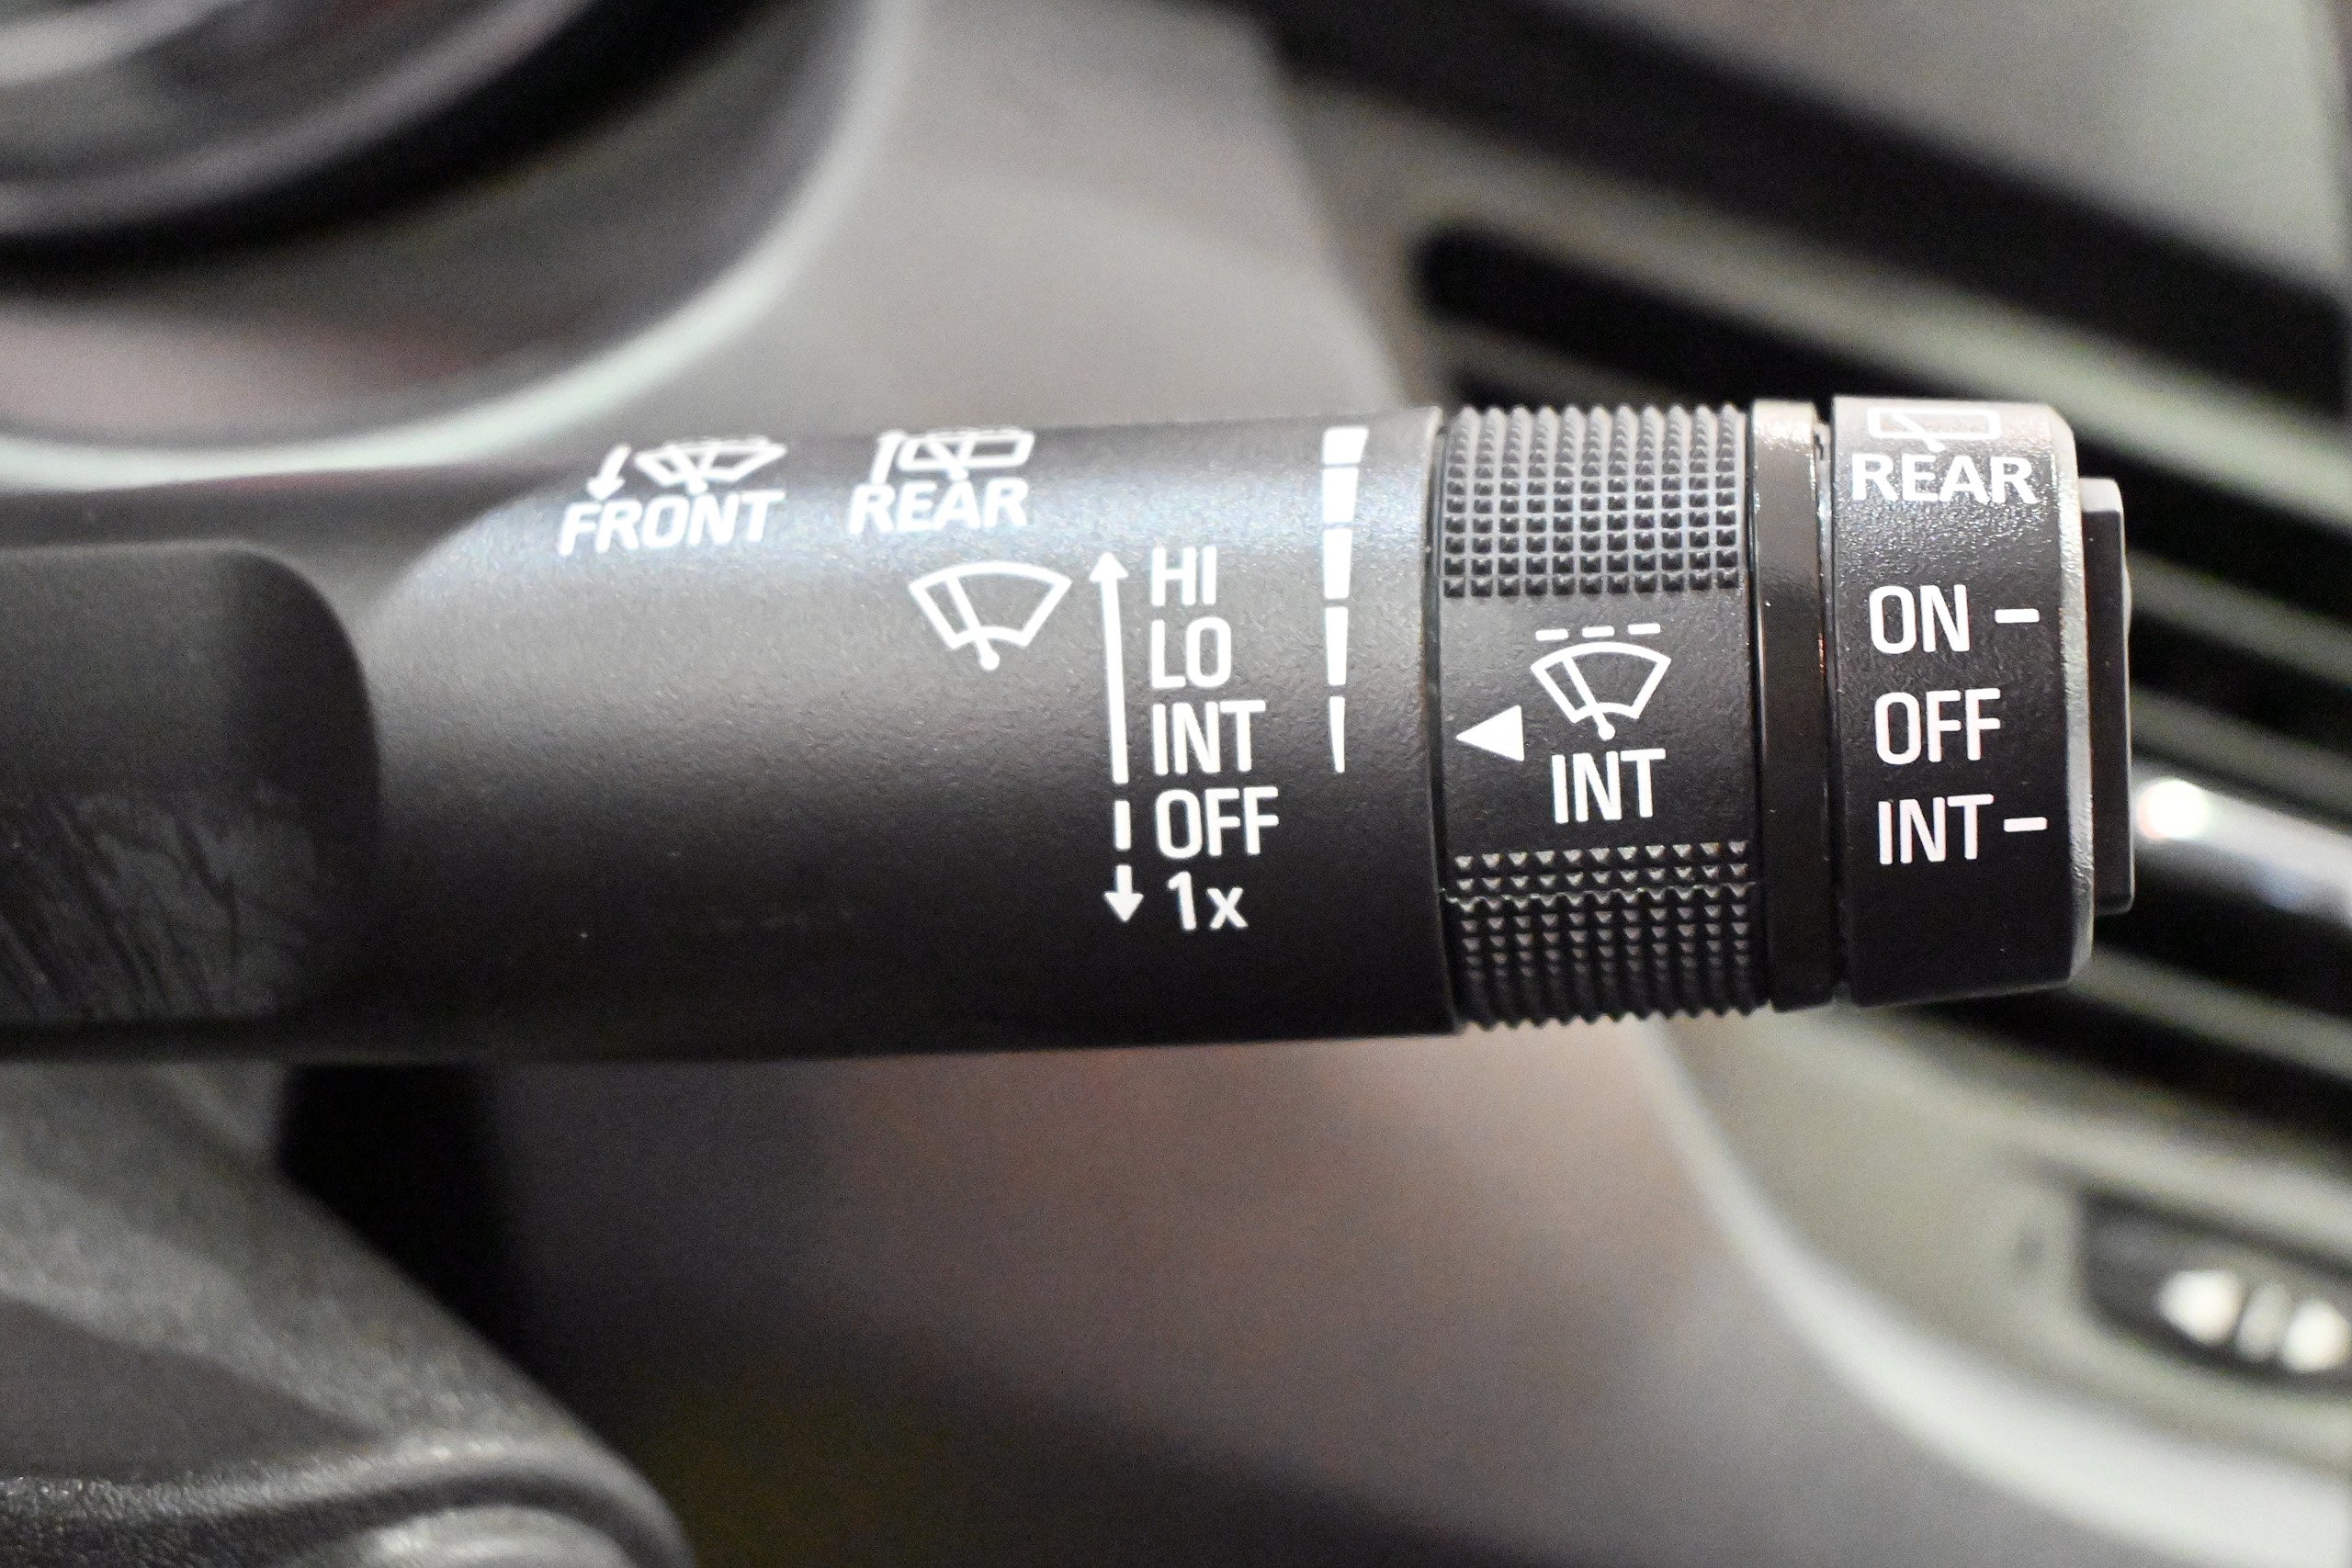 FRONT
REAR
HI
LO
INT
OFF
1x
INT
REAR
ON
OFF
INT